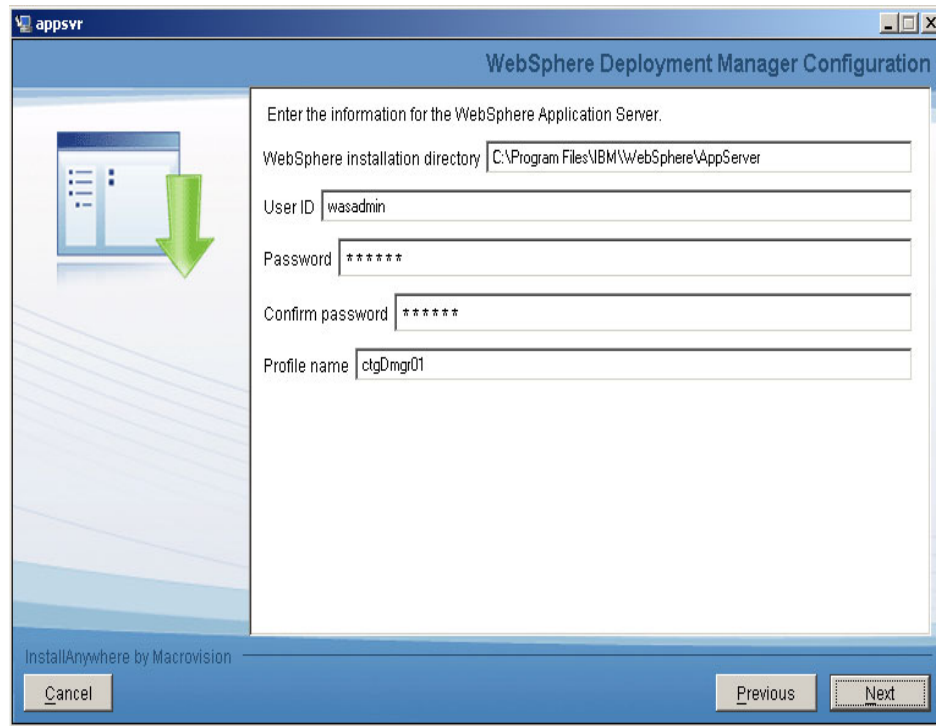 appsvr
WebSphere Deployment Manager Configuration
Enter the information for the WebSphere Application Server.
WebSphere installation directory C:\Program Files\IBM\WebSphere\AppServer
User ID wasadmin
Password ******
Confirm password ******
Profile name ctgDmgr01
InstallAnywhere by Macrovision
Cancel Previous Next